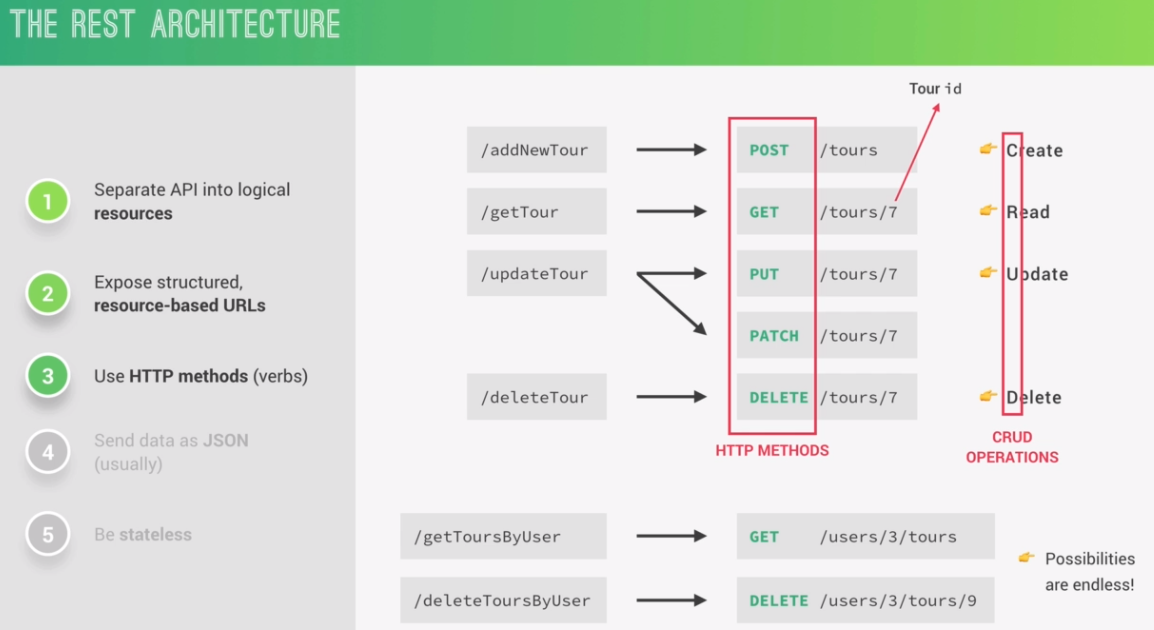 THE REST ARCHITECTURE
1
Separate API into logical
resources
2
Expose structured,
resource-based URLs
3
Use HTTP methods (verbs)
4
Send data as JSON
(usually)
5
Be stateless
Tour id
/addNewTour POST /tours Create
/getTour GET /tours/7 Read
/updateTour PUT /tours/7 Update
PATCH /tours/7
/deleteTour DELETE /tours/7 Delete
HTTP METHODS
CRUD
OPERATIONS
/getToursByUser GET /users/3/tours
/deleteToursByUser DELETE /users/3/tours/9
Possibilities
are endless!